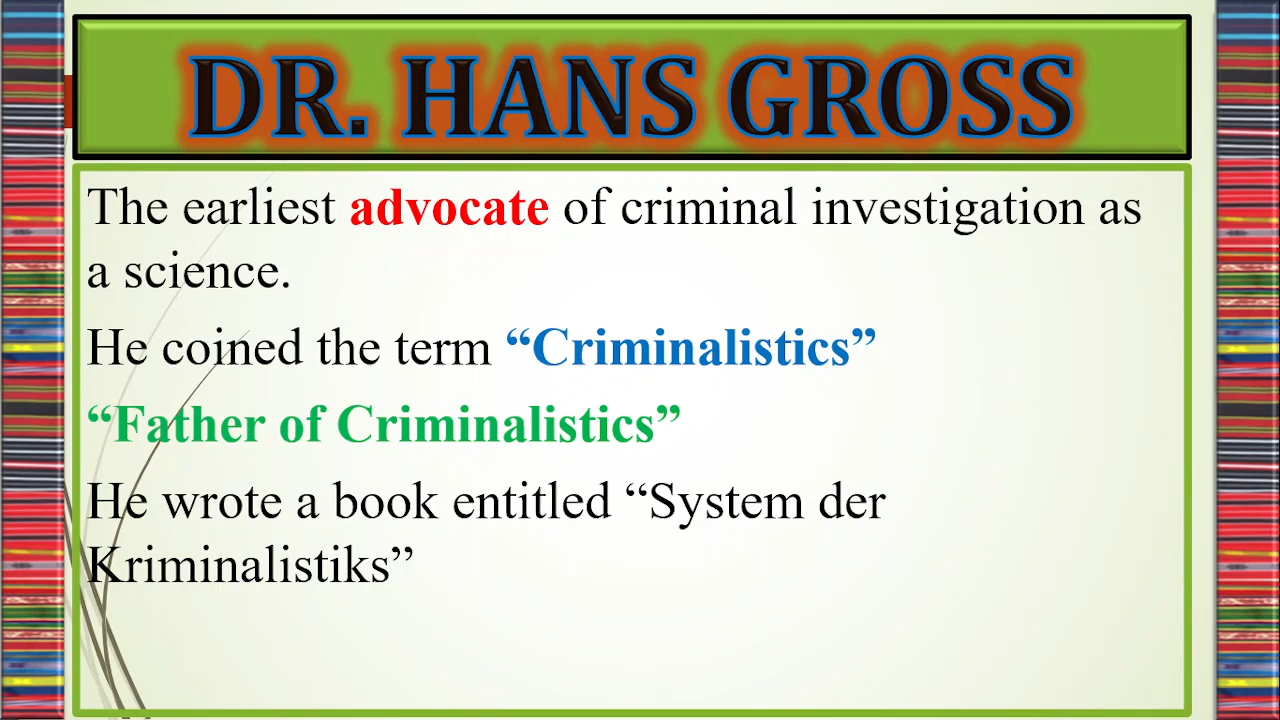 DR. HANS GROSS
The earliest advocate of criminal investigation as
a science.
He coined the term “Criminalistics”
“Father of Criminalistics”
He wrote a book entitled “System der
Kriminalistiks”